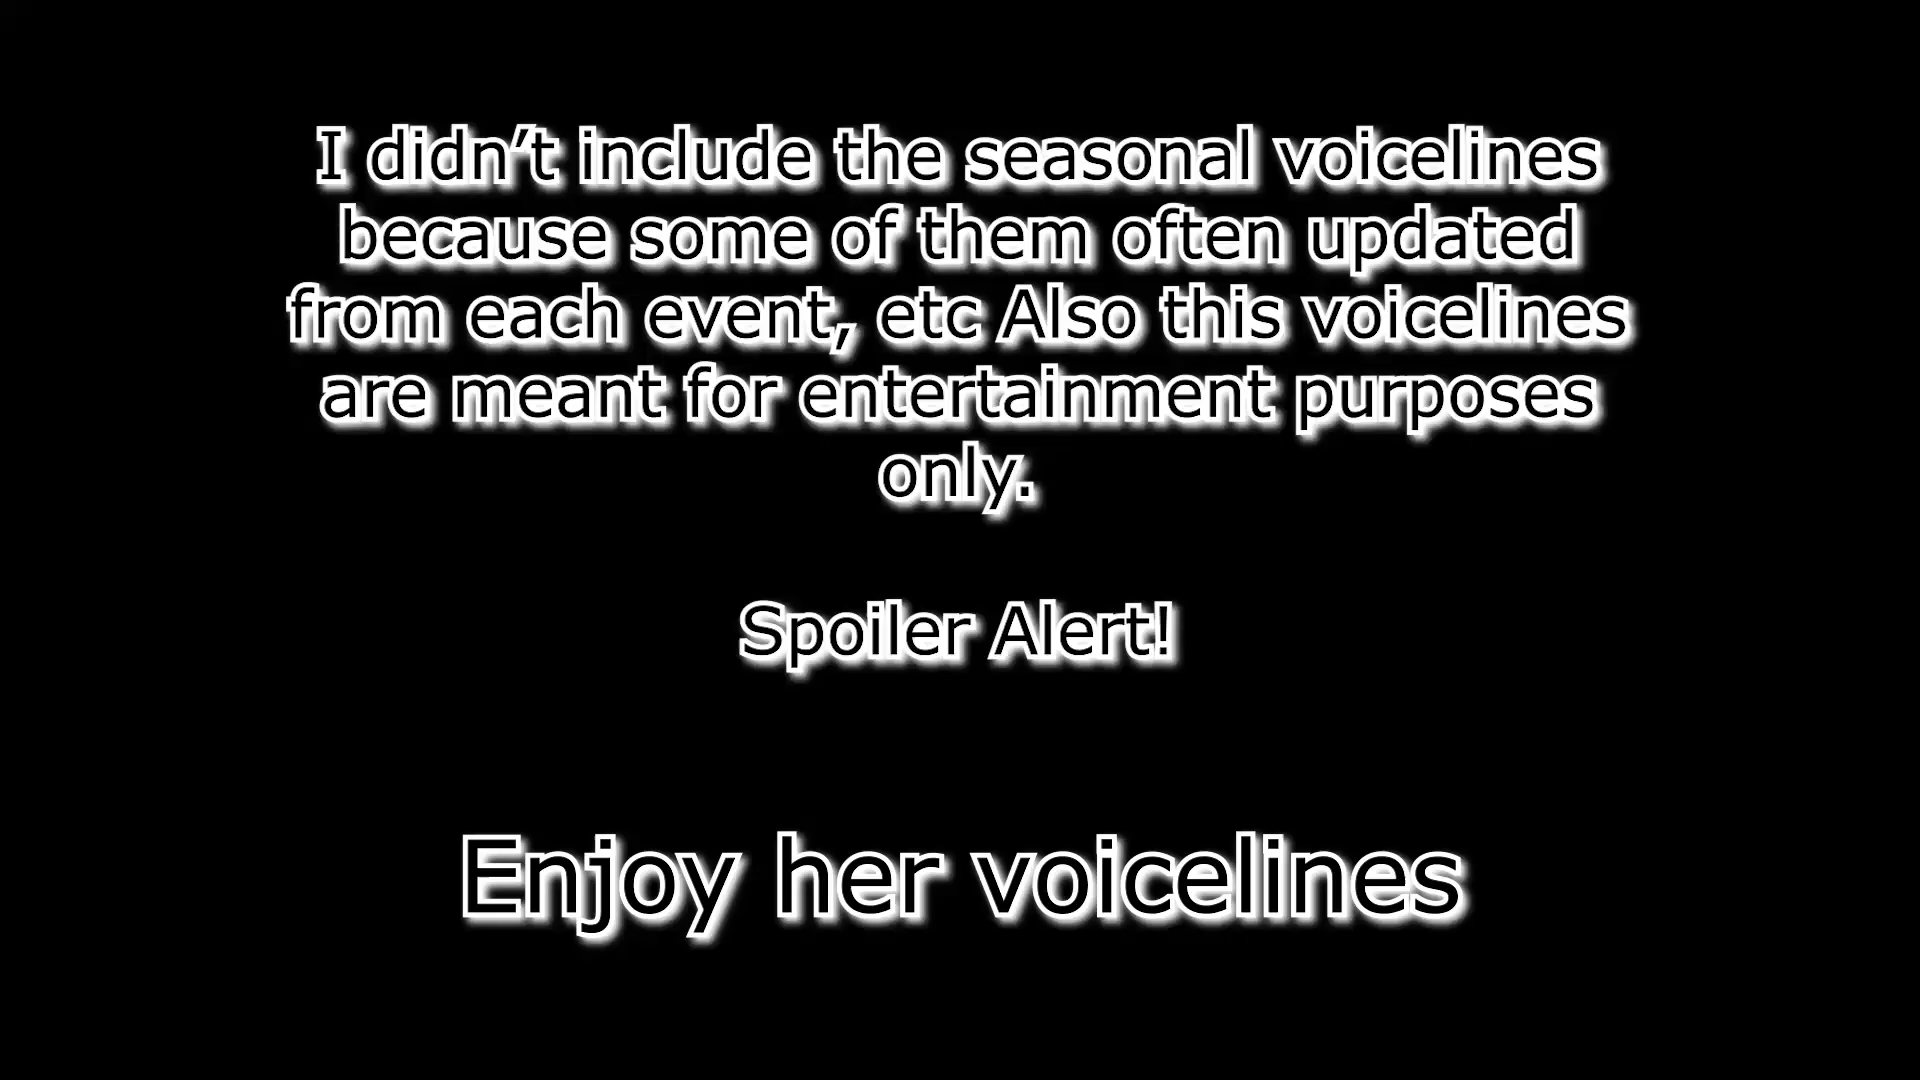 I didn’t include the seasonal voicelines
because some of them often updated
from each event, etc Also this voicelines
are meant for entertainment purposes
only.
Spoiler Alert!
Enjoy her voicelines